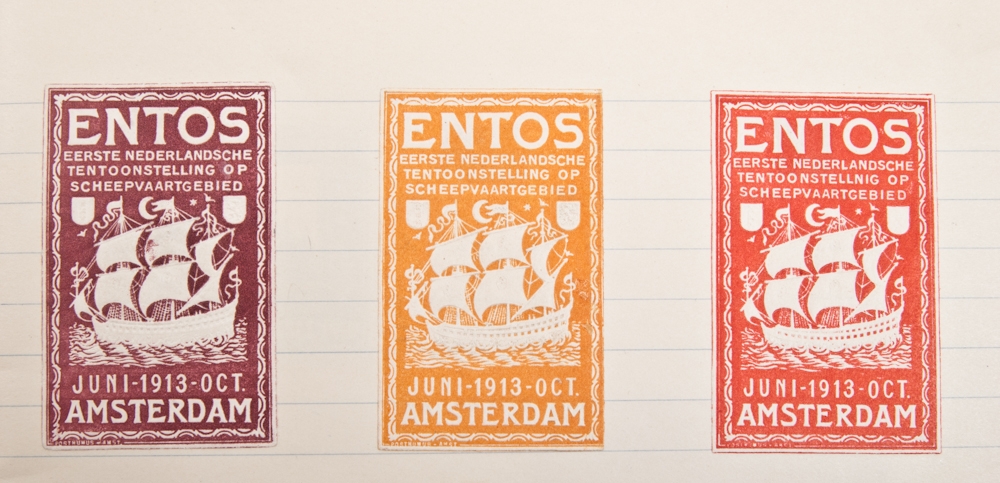 ENTOS
EERSTE NEDERLANDSCHE
TENTOONSTELLING OP
SCHEEPVAARTGEBIED
JUNI-1913-OCT.
AMSTERDAM
ENTOS
EERSTE NEDERLANDSCHE
TENTOONSTELLING OP
SCHEEPVAARTGEBIED
JUNI-1913-OCT.
AMSTERDAM
ENTOS
EERSTE NEDERLANDSCHE
TENTOONSTELLNIG OP
SCHEEPVAARTGEBIED
JUNI-1913-OCT.
AMSTERDAM